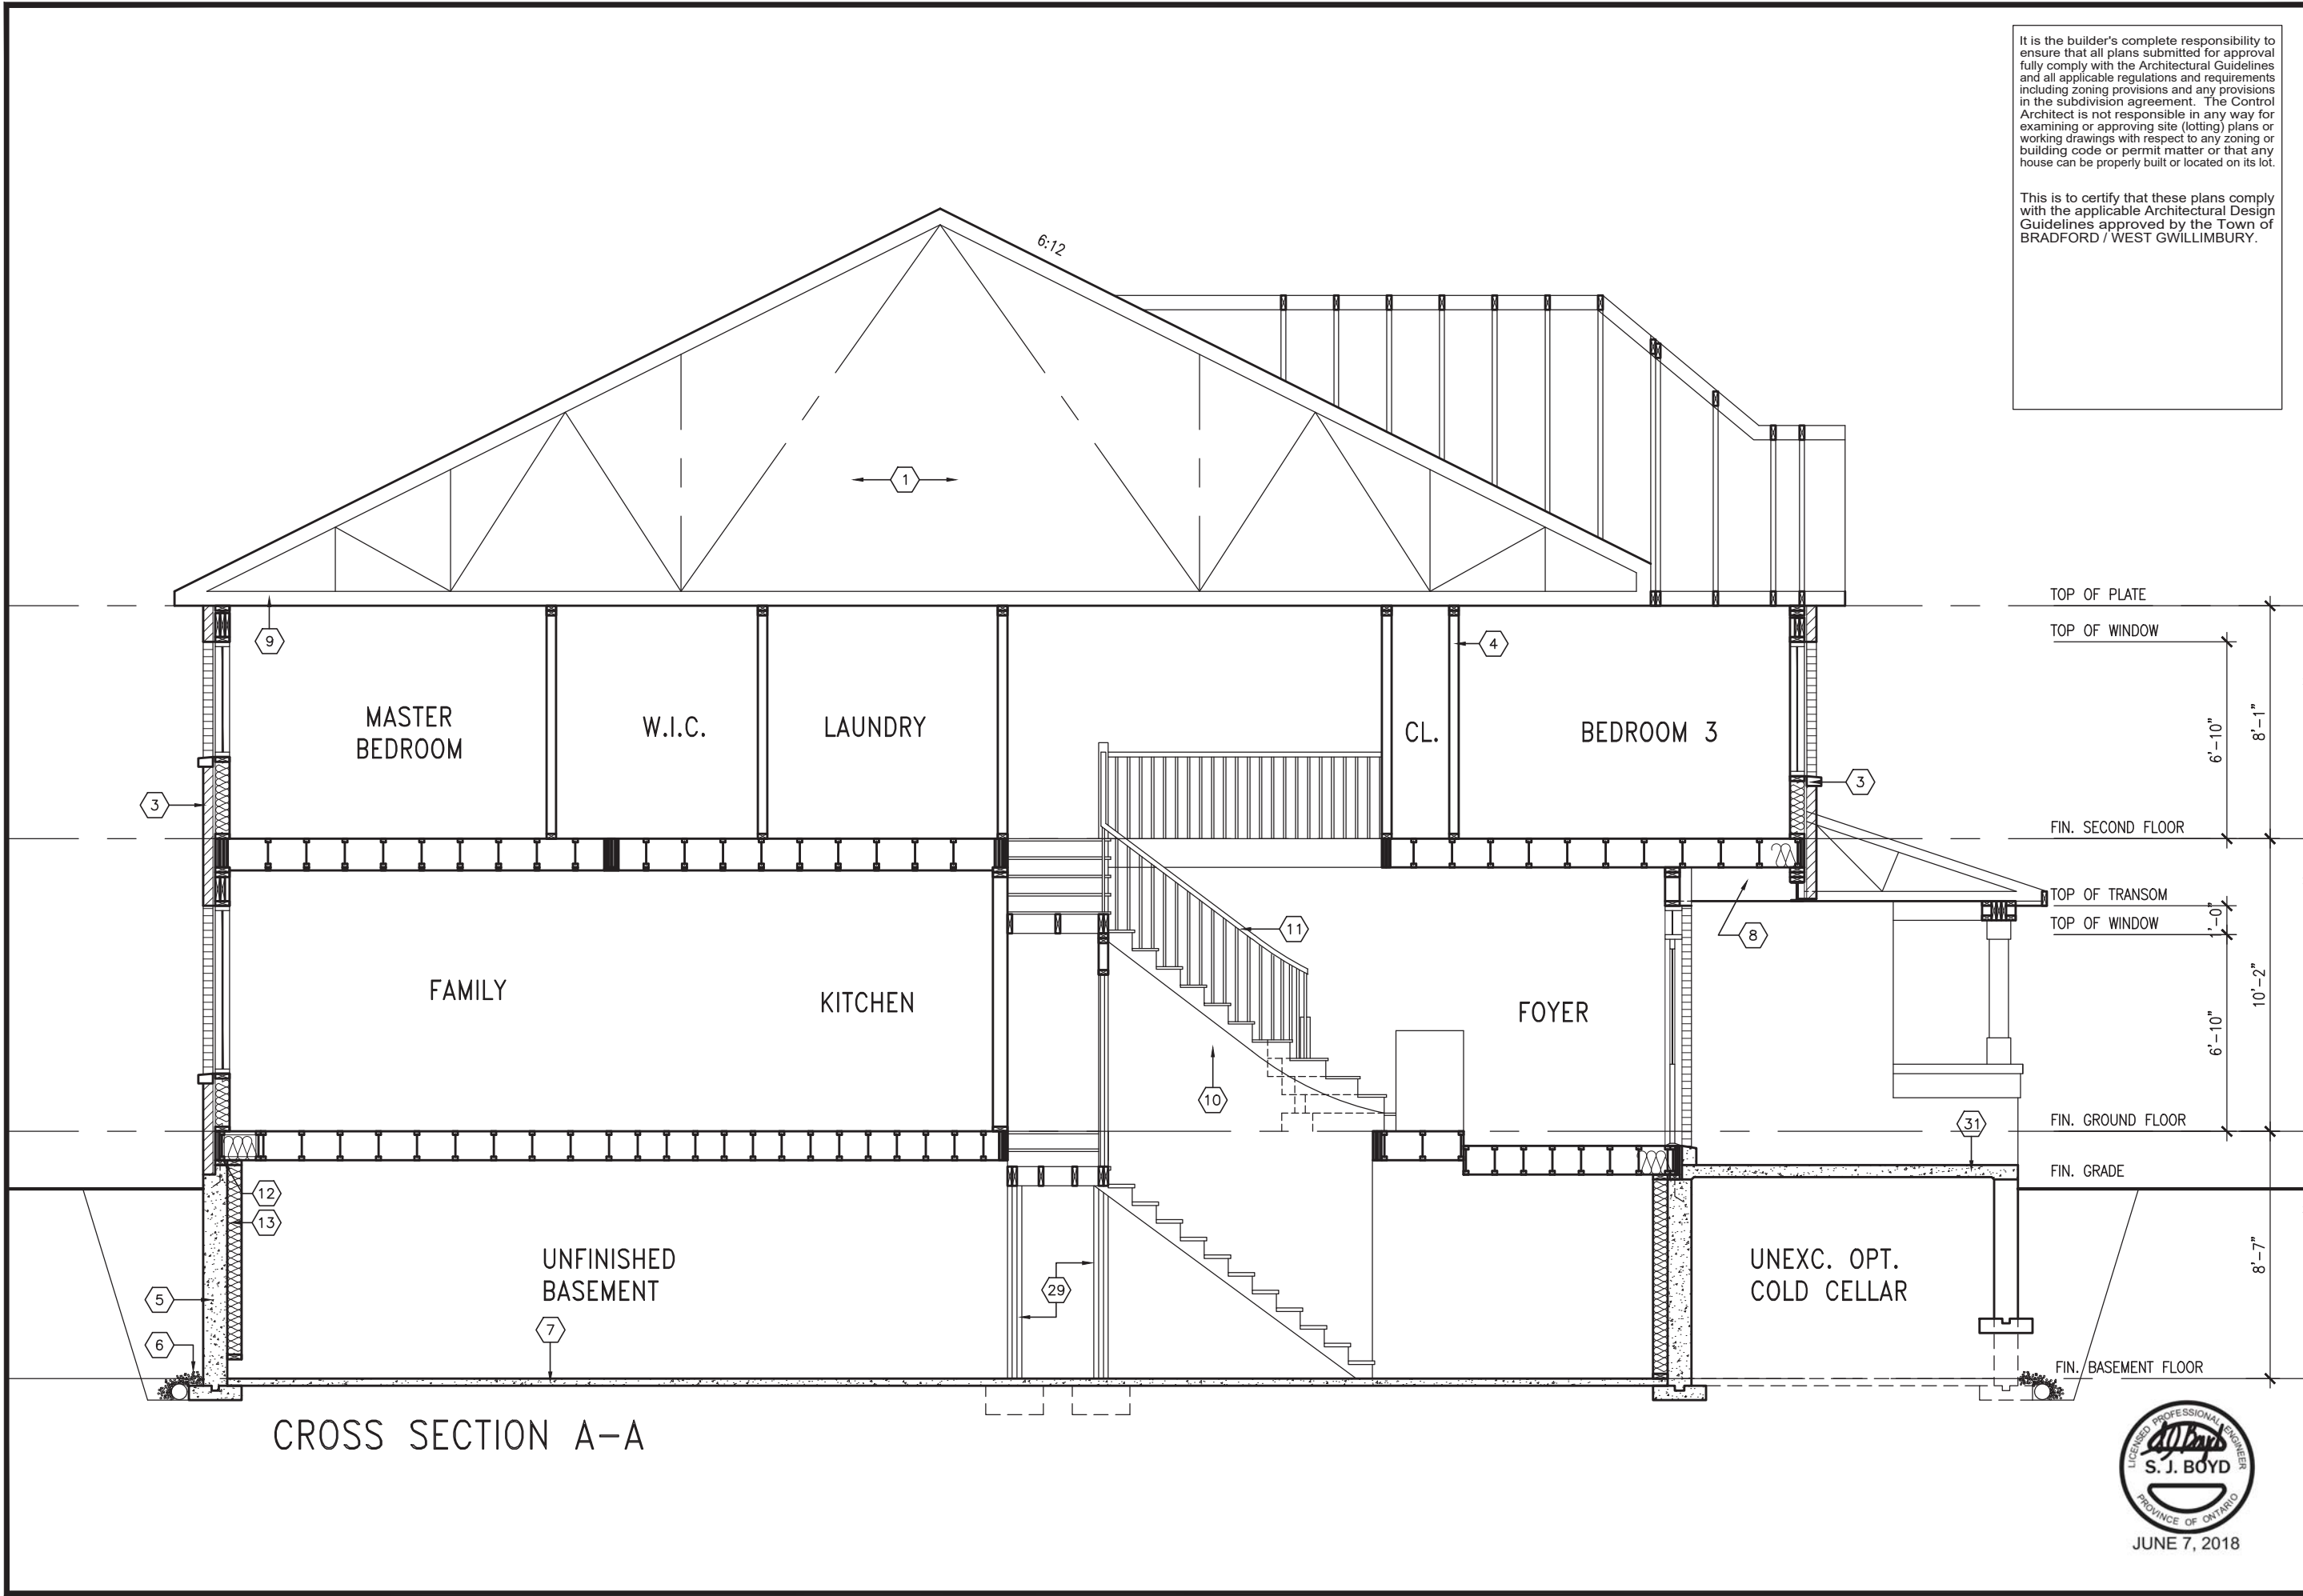 It is the builder's complete responsibility to
ensure that all plans submitted for approval
fully comply with the Architectural Guidelines
and all applicable regulations and requirements
including zoning provisions and any provisions
in the subdivision agreement. The Control
Architect is not responsible in any way for
examining or approving site (lotting) plans or
working drawings with respect to any zoning or
building code or permit matter or that any
house can be properly built or located on its lot.
This is to certify that these plans comply
with the applicable Architectural Design
Guidelines approved by the Town of
BRADFORD / WEST GWILLIMBURY.
6:12
1
TOP OF PLATE
TOP OF WINDOW
9
4
MASTER
BEDROOM
W.I.C.
LAUNDRY
CL.
BEDROOM 3
6'-10"
8'-1"
3
3
FIN. SECOND FLOOR
TOP OF TRANSOM
TOP OF WINDOW
1'-0"
11
8
FAMILY
KITCHEN
FOYER
6'-10"
10'-2"
10
FIN. GROUND FLOOR
31
FIN. GRADE
12
13
UNFINISHED
BASEMENT
UNEXC. OPT.
COLD CELLAR
8'-7"
29
5
7
6
FIN. BASEMENT FLOOR
CROSS SECTION A-A
LICENSED PROFESSIONAL ENGINEER
S. J. BOYD
PROVINCE OF ONTARIO
JUNE 7, 2018